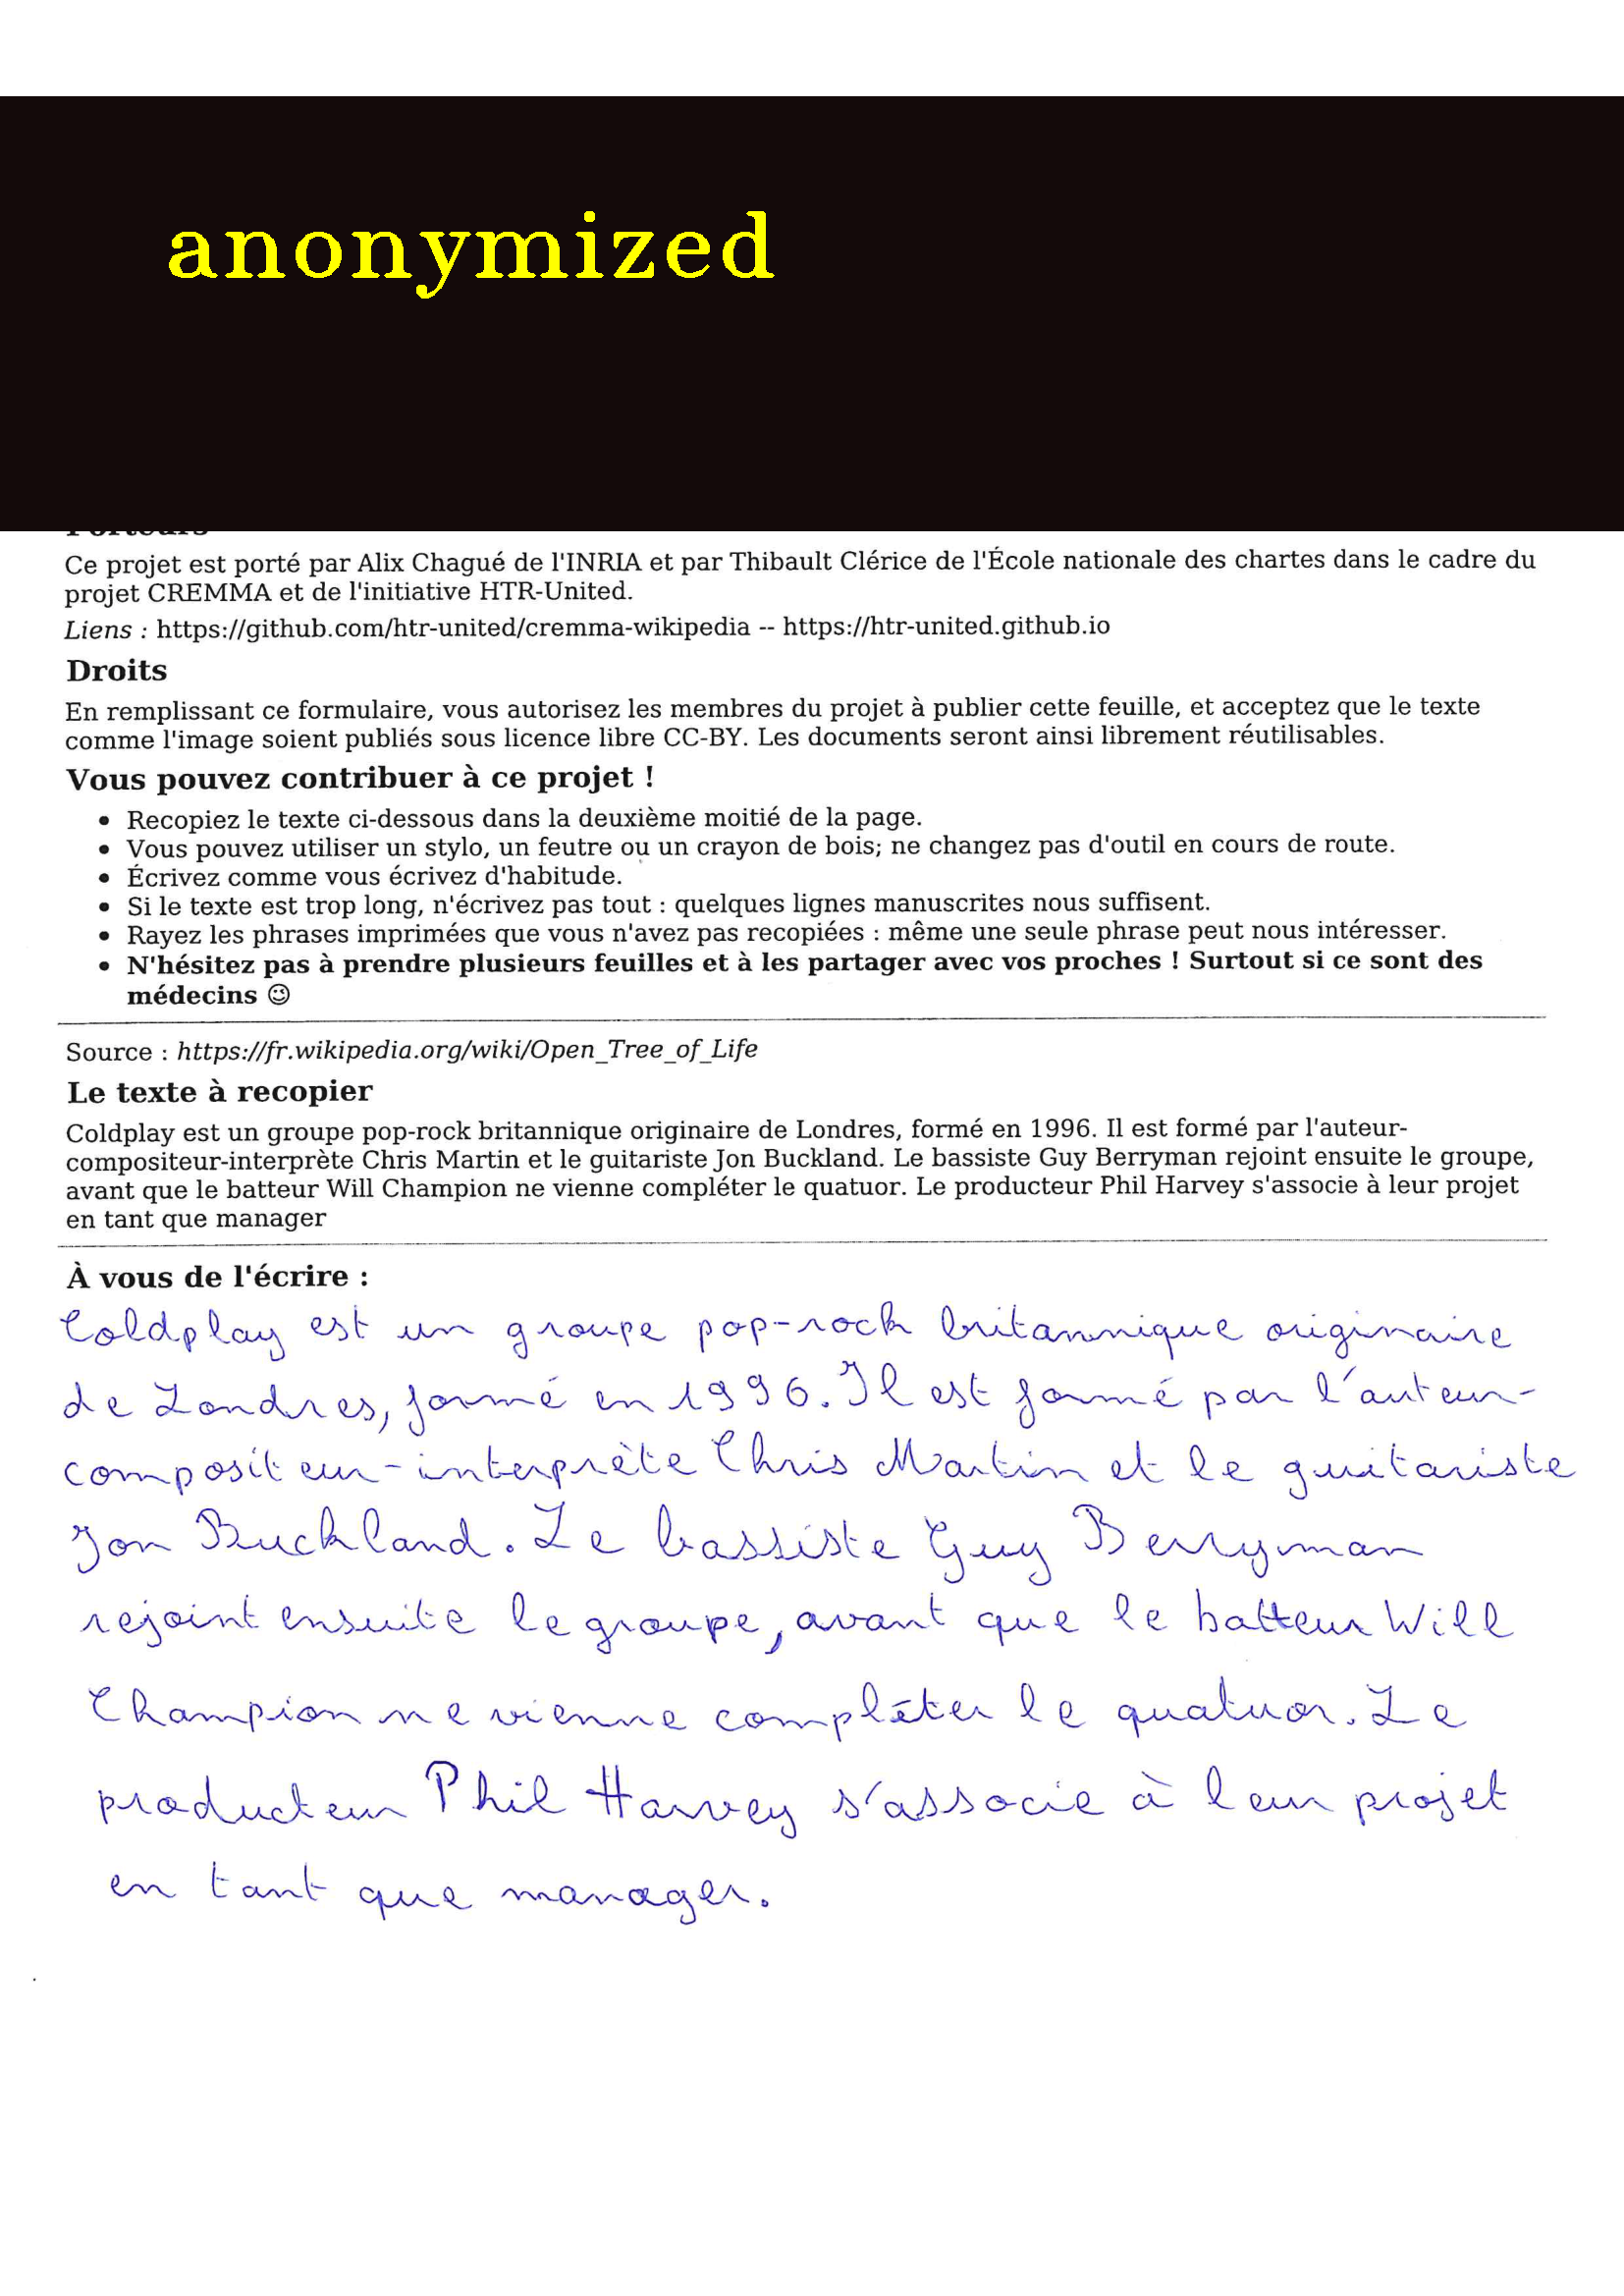 anonymized
Porteurs
Ce projet est porté par Alix Chagué de l'INRIA et par Thibault Clérice de l'École nationale des chartes dans le cadre du
projet CREMMA et de l'initiative HTR-United.
Liens : https://github.com/htr-united/cremma-wikipedia -- https://htr-united.github.io
Droits
En remplissant ce formulaire, vous autorisez les membres du projet à publier cette feuille, et acceptez que le texte
comme l'image soient publiés sous licence libre CC-BY. Les documents seront ainsi librement réutilisables.
Vous pouvez contribuer à ce projet !
• Recopiez le texte ci-dessous dans la deuxième moitié de la page.
• Vous pouvez utiliser un stylo, un feutre ou un crayon de bois; ne changez pas d'outil en cours de route.
• Écrivez comme vous écrivez d'habitude.
• Si le texte est trop long, n'écrivez pas tout : quelques lignes manuscrites nous suffisent.
• Rayez les phrases imprimées que vous n'avez pas recopiées : même une seule phrase peut nous intéresser.
• N'hésitez pas à prendre plusieurs feuilles et à les partager avec vos proches ! Surtout si ce sont des
médecins 😉
Source : https://fr.wikipedia.org/wiki/Open_Tree_of_Life
Le texte à recopier
Coldplay est un groupe pop-rock britannique originaire de Londres, formé en 1996. Il est formé par l'auteur-
compositeur-interprète Chris Martin et le guitariste Jon Buckland. Le bassiste Guy Berryman rejoint ensuite le groupe,
avant que le batteur Will Champion ne vienne compléter le quatuor. Le producteur Phil Harvey s'associe à leur projet
en tant que manager
À vous de l'écrire :
Coldplay est un groupe pop-rock britannique originaire
de Londres, formé en 1996. Il est formé par l'auteur-
compositeur-interprète Chris Martin et le guitariste
Jon Buckland. Le bassiste Guy Berryman
rejoint ensuite le groupe, avant que le batteur Will
Champion ne vienne compléter le quatuor. Le
producteur Phil Harvey s'associe à leur projet
en tant que manager.